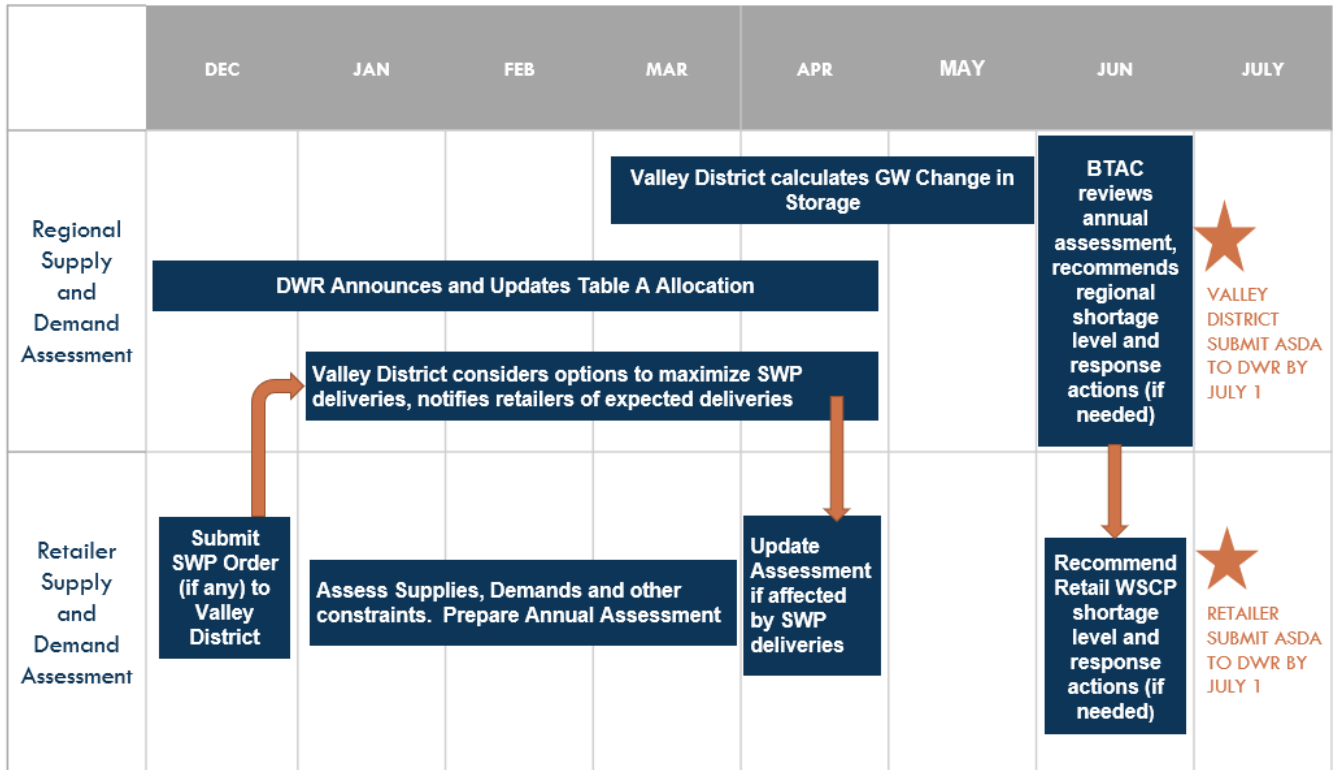 DEC
JAN
FEB
MAR
APR
MAY
JUN
JULY
Regional
Supply
and
Demand
Assessment
Valley District calculates GW Change in
Storage
DWR Announces and Updates Table A Allocation
Valley District considers options to maximize SWP
deliveries, notifies retailers of expected deliveries
BTAC
reviews
annual
assessment,
recommends
regional
shortage
level and
response
actions (if
needed)
VALLEY
DISTRICT
SUBMIT ASDA
TO DWR BY
JULY 1
Retailer
Supply
and
Demand
Assessment
Submit
SWP Order
(if any) to
Valley
District
Assess Supplies, Demands and other
constraints.  Prepare Annual Assessment
Update
Assessment
if affected
by SWP
deliveries
Recommend
Retail WSCP
shortage
level and
response
actions (if
needed)
RETAILER
SUBMIT ASDA
TO DWR BY
JULY 1